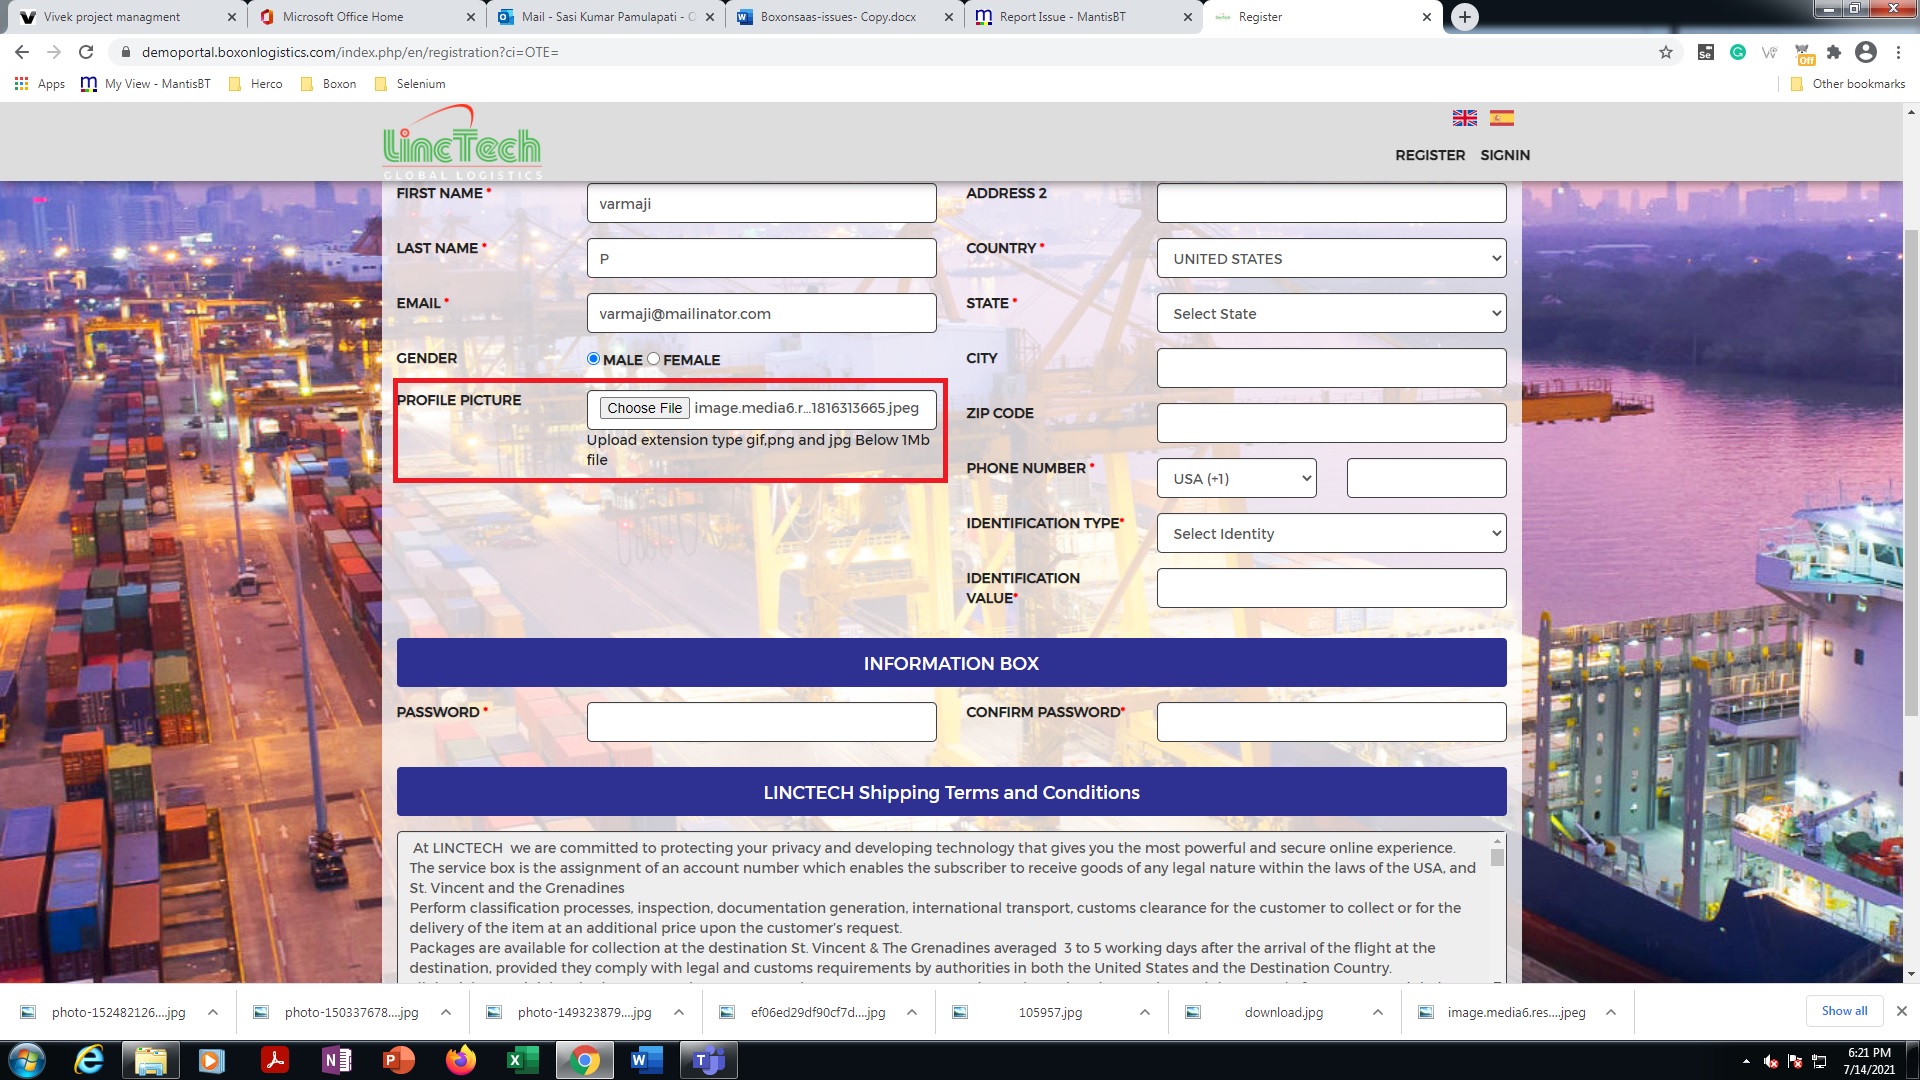 Vivek project managment
Microsoft Office Home
Mail - Sasi Kumar Pamulapati - O
Boxonsaas-issues- Copy.docx
Report Issue - MantisBT
Register
demoportal.boxonlogistics.com/index.php/en/registration?ci=OTE=
Off
Apps
My View - MantisBT
Herco
Boxon
Selenium
Other bookmarks
LincTech
GLOBAL LOGISTICS
REGISTER SIGNIN
FIRST NAME *
varmaji
ADDRESS 2
LAST NAME *
P
COUNTRY *
UNITED STATES
EMAIL *
varmaji@mailinator.com
STATE *
Select State
GENDER
MALE FEMALE
CITY
PROFILE PICTURE
Choose File image.media6.r...1816313665.jpeg
Upload extension type gif,png and jpg Below 1Mb
file
ZIP CODE
PHONE NUMBER *
USA (+1)
IDENTIFICATION TYPE*
Select Identity
IDENTIFICATION
VALUE*
INFORMATION BOX
PASSWORD *
CONFIRM PASSWORD*
LINCTECH Shipping Terms and Conditions
At LINCTECH we are committed to protecting your privacy and developing technology that gives you the most powerful and secure online experience.
The service box is the assignment of an account number which enables the subscriber to receive goods of any legal nature within the laws of the USA, and
St. Vincent and the Grenadines
Perform classification processes, inspection, documentation generation, international transport, customs clearance for the customer to collect or for the
delivery of the item at an additional price upon the customer's request.
Packages are available for collection at the destination St. Vincent & The Grenadines averaged 3 to 5 working days after the arrival of the flight at the
destination, provided they comply with legal and customs requirements by authorities in both the United States and the Destination Country.
photo-152482126....jpg
photo-150337678....jpg
photo-149323879....jpg
ef06ed29df90cf7d....jpg
105957.jpg
download.jpg
image.media6.res....jpeg
Show all
6:21 PM
7/14/2021